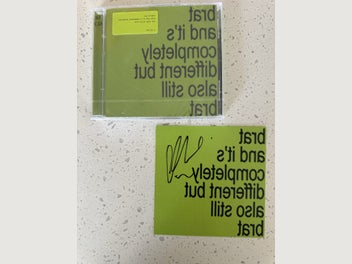 brat
and it's
completely
different but
also still
brat
brat
and it's
completely
different but
also still
brat